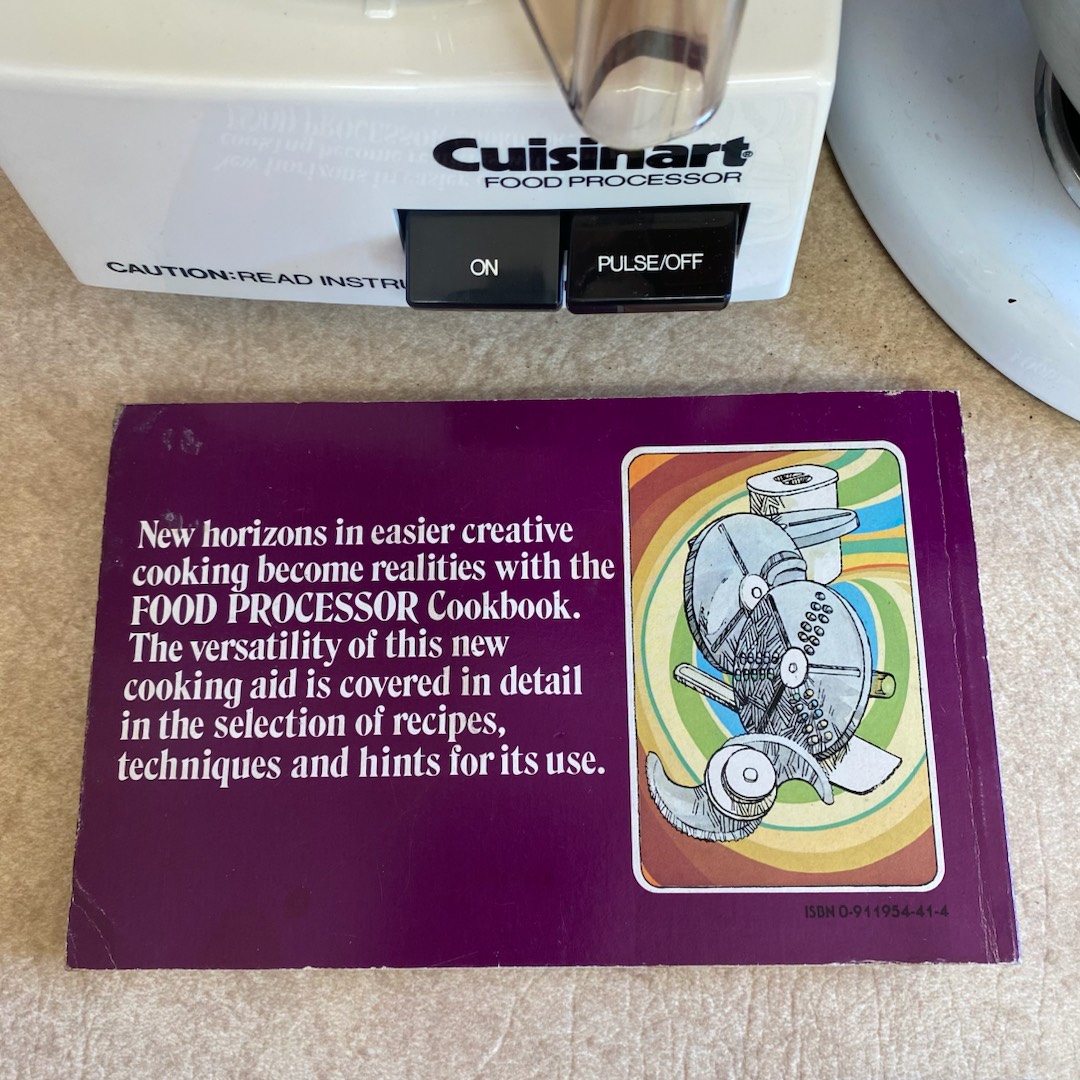 Cuisinart®
FOOD PROCESSOR
ON
PULSE/OFF
CAUTION: READ INSTRU
New horizons in easier creative
cooking become realities with the
FOOD PROCESSOR Cookbook.
The versatility of this new
cooking aid is covered in detail
in the selection of recipes,
techniques and hints for its use.
ISBN 0-911954-41-4